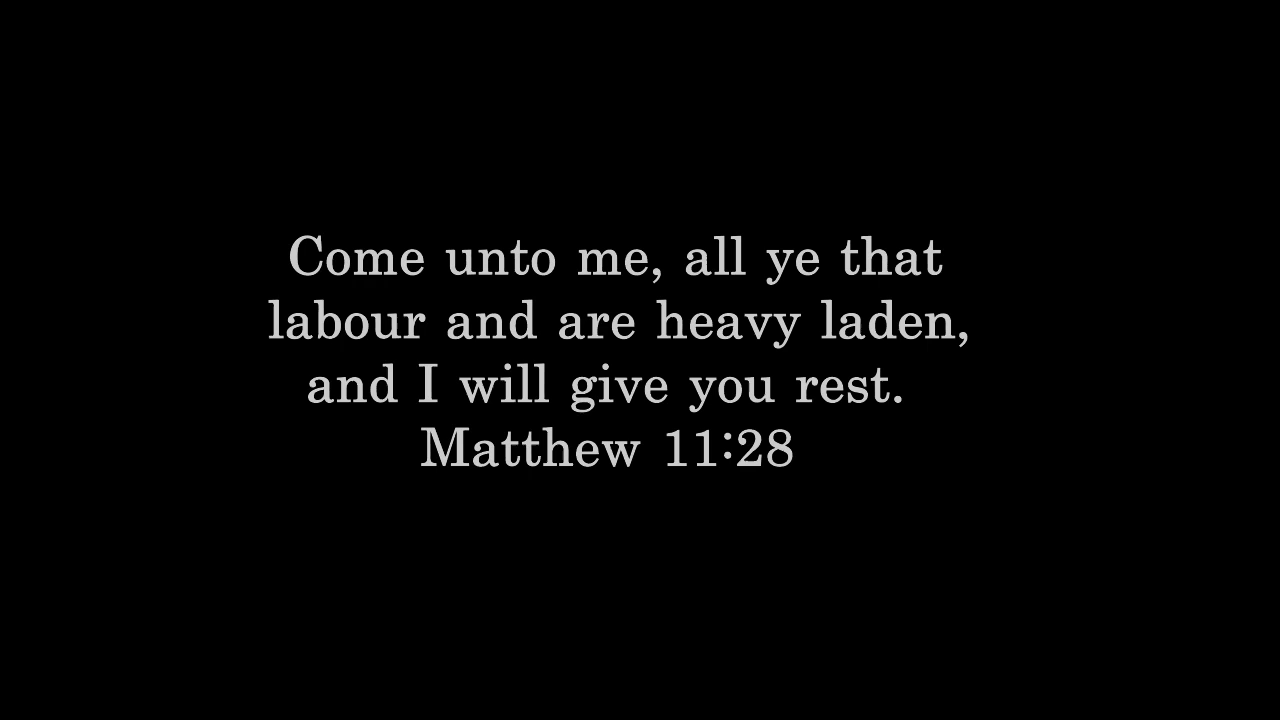 Come unto me, all ye that
labour and are heavy laden,
and I will give you rest.
Matthew 11:28